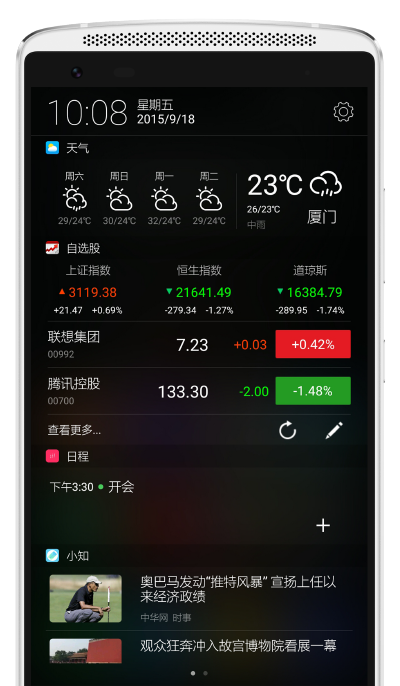 10:08
星期五
2015/9/18
天气
周六 周日 周一 周二
29/24℃ 30/24℃ 32/24℃ 29/24℃
23℃
26/23℃
中雨
厦门
自选股
上证指数 恒生指数 道琼斯
3119.38 21641.49 16384.79
+21.47 +0.69% -279.34 -1.27% -289.95 -1.74%
联想集团
00992
7.23 +0.03 +0.42%
腾讯控股
00700
133.30 -2.00 -1.48%
查看更多...
日程
下午3:30 开会
小知
奥巴马发动“推特风暴” 宣扬上任以
来经济政绩
中华网 时事
观众狂奔冲入故宫博物院看展一幕